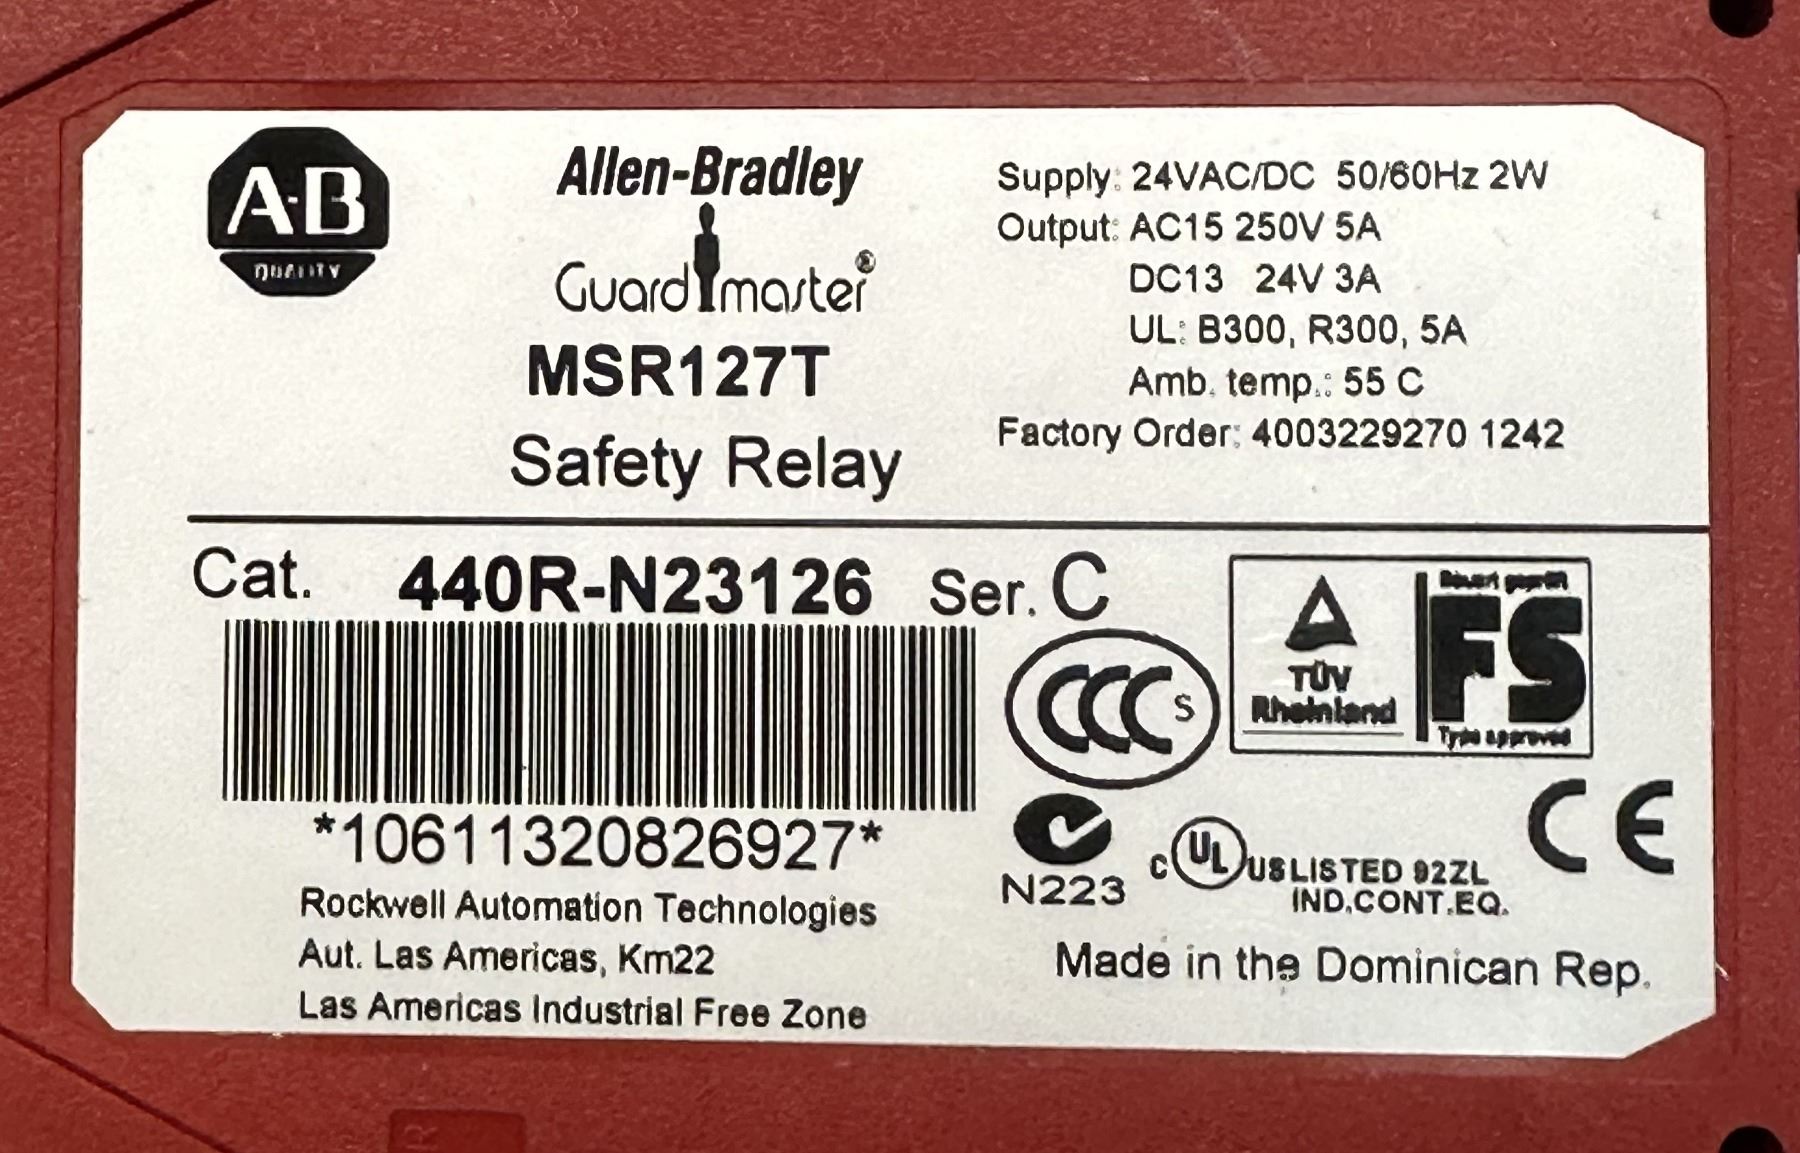 A-B
QUALITY
Allen-Bradley
Guardmaster®
MSR127T
Safety Relay
Supply: 24VAC/DC 50/60Hz 2W
Output: AC15 250V 5A
DC13 24V 3A
UL: B300, R300, 5A
Amb. temp.: 55 C
Factory Order: 4003229270 1242
Cat. 440R-N23126 Ser. C
*10611320826927*
Rockwell Automation Technologies
Aut. Las Americas, Km22
Las Americas Industrial Free Zone
CCC S
TÜV
Rheinland
Bauart geprüft
FS
Type approved
N223
C UL US LISTED 92ZL
IND.CONT.EQ.
CE
Made in the Dominican Rep.